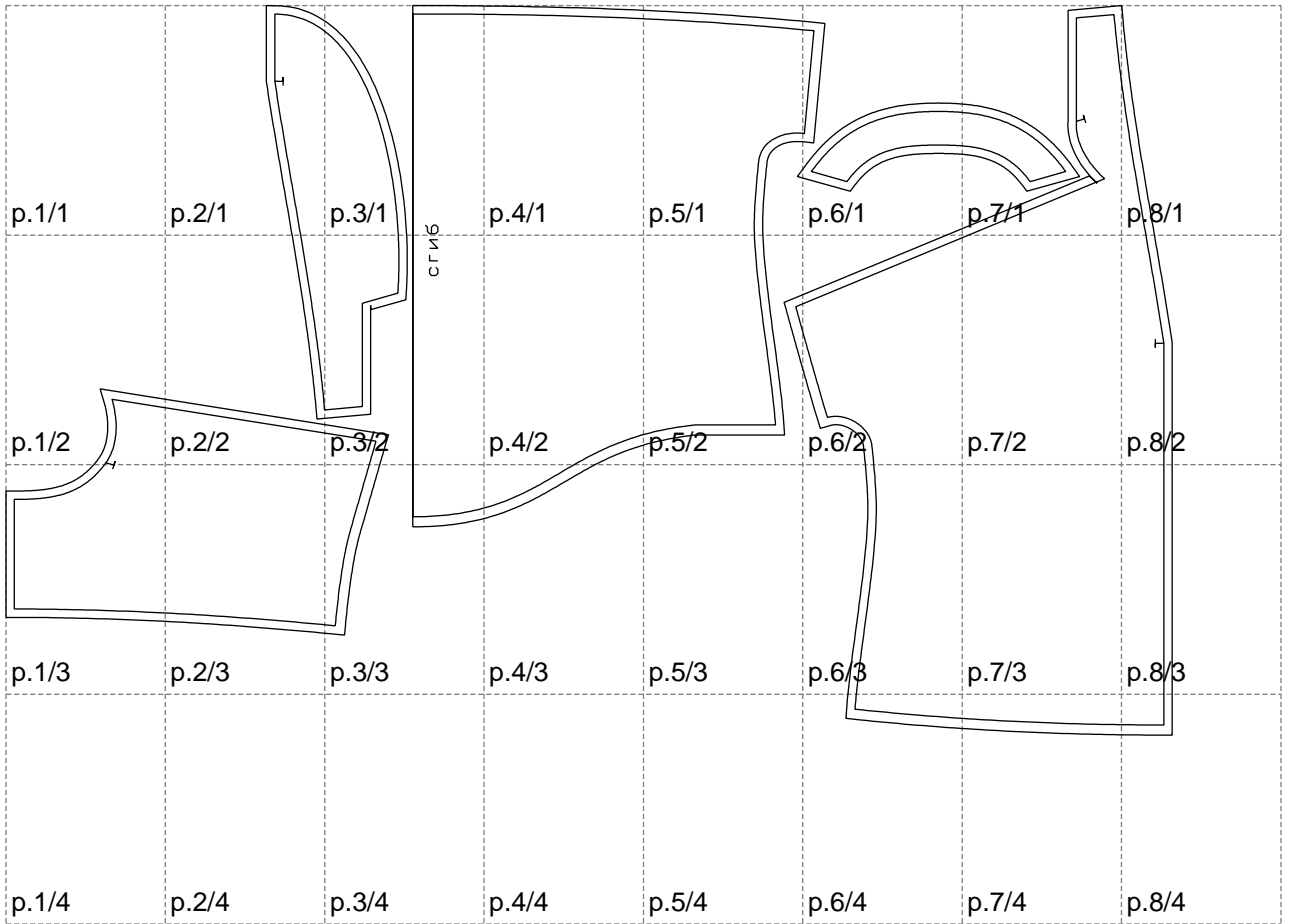 p.1/1 p.2/1 p.3/1 p.4/1 p.5/1 p.6/1 p.7/1 p.8/1
сгиб
p.1/2 p.2/2 p.3/2 p.4/2 p.5/2 p.6/2 p.7/2 p.8/2
p.1/3 p.2/3 p.3/3 p.4/3 p.5/3 p.6/3 p.7/3 p.8/3
p.1/4 p.2/4 p.3/4 p.4/4 p.5/4 p.6/4 p.7/4 p.8/4